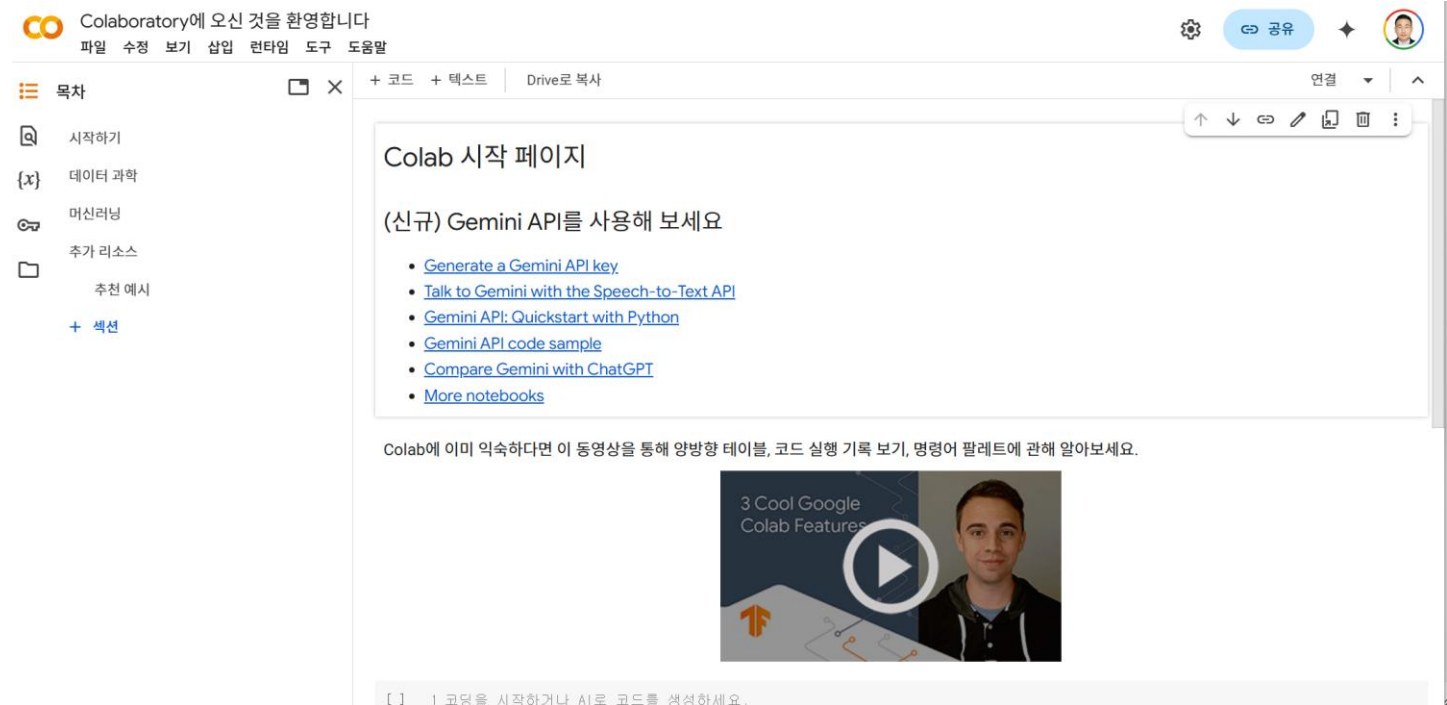 Colaboratory에 오신 것을 환영합니다
파일 수정 보기 삽입 런타임 도구 도움말
공유
목차
시작하기
데이터 과학
머신러닝
추가 리소스
추천 예시
+ 섹션
+ 코드 + 텍스트 Drive로 복사
연결
Colab 시작 페이지
(신규) Gemini API를 사용해 보세요
• Generate a Gemini API key
• Talk to Gemini with the Speech-to-Text API
• Gemini API: Quickstart with Python
• Gemini API code sample
• Compare Gemini with ChatGPT
• More notebooks
Colab에 이미 익숙하다면 이 동영상을 통해 양방향 테이블, 코드 실행 기록 보기, 명령어 팔레트에 관해 알아보세요.
3 Cool Google
Colab Features
[ ] 1 코딩을 시작하거나 AI로 코드를 생성하세요.